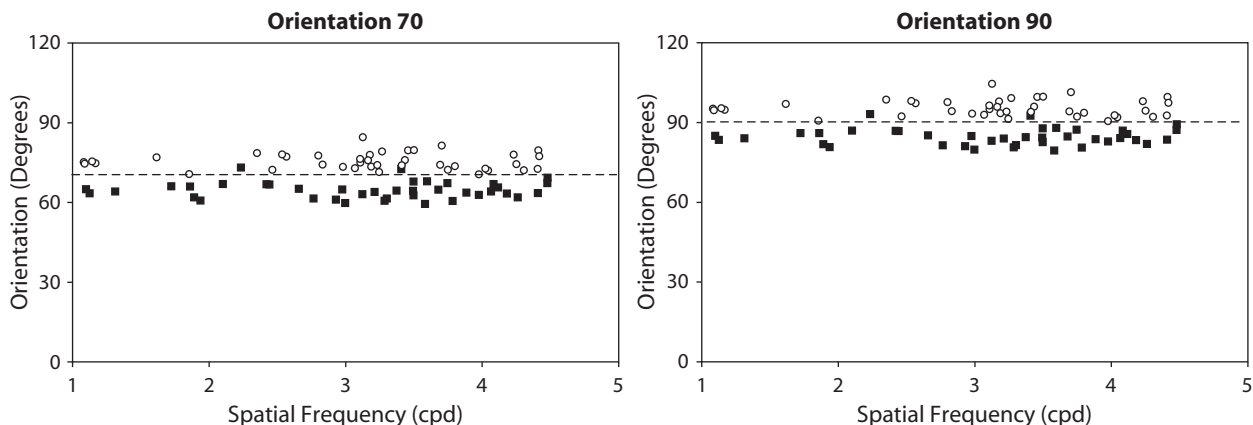 Orientation 70
120
90
60
30
0
Orientation (Degrees)
1 2 3 4 5
Spatial Frequency (cpd)
Orientation 90
120
90
60
30
0
Orientation (Degrees)
1 2 3 4 5
Spatial Frequency (cpd)